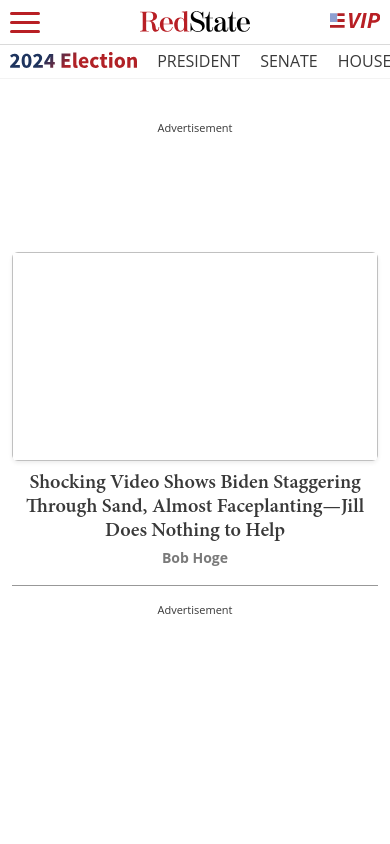 RedState
VIP
2024 Election PRESIDENT SENATE HOUSE
Advertisement
Shocking Video Shows Biden Staggering
Through Sand, Almost Faceplanting—Jill
Does Nothing to Help
Bob Hoge
Advertisement